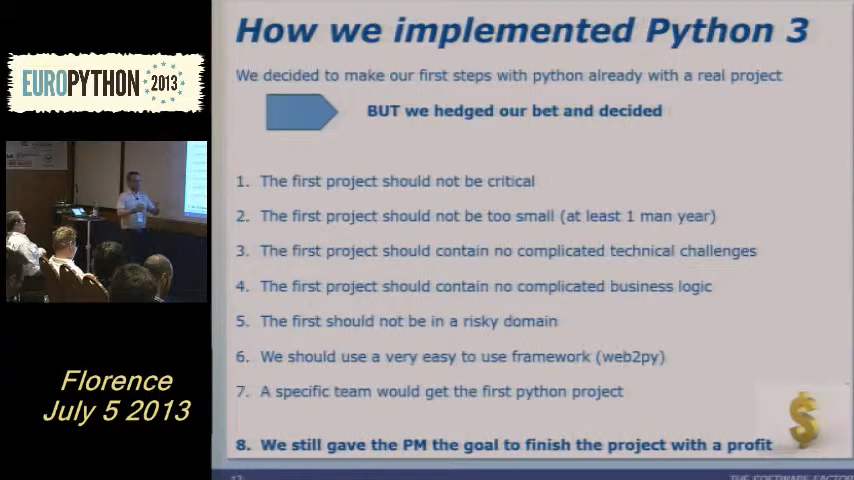 How we implemented Python 3
We decided to make our first steps with python already with a real project
BUT we hedged our bet and decided
1. The first project should not be critical
2. The first project should not be too small (at least 1 man year)
3. The first project should contain no complicated technical challenges
4. The first project should contain no complicated business logic
5. The first should not be in a risky domain
6. We should use a very easy to use framework (web2py)
7. A specific team would get the first python project
8. We still gave the PM the goal to finish the project with a profit
THE SOFTWARE
EUROPYTHON 2013
Florence
July 5 2013